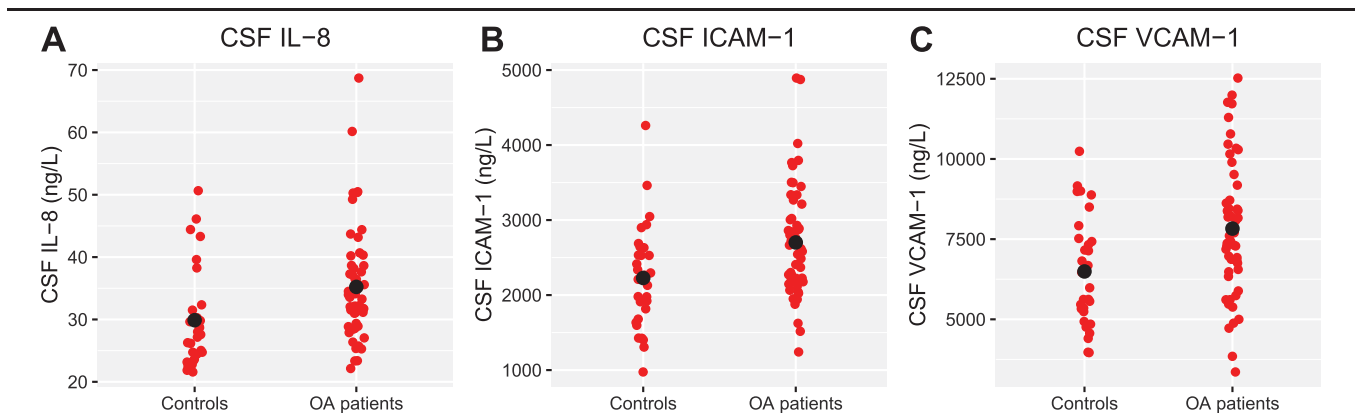 A CSF IL−8
70
60
50
40
30
20
CSF IL−8 (ng/L)
Controls OA patients
B CSF ICAM−1
5000
4000
3000
2000
1000
CSF ICAM−1 (ng/L)
Controls OA patients
C CSF VCAM−1
12500
10000
7500
5000
CSF VCAM−1 (ng/L)
Controls OA patients